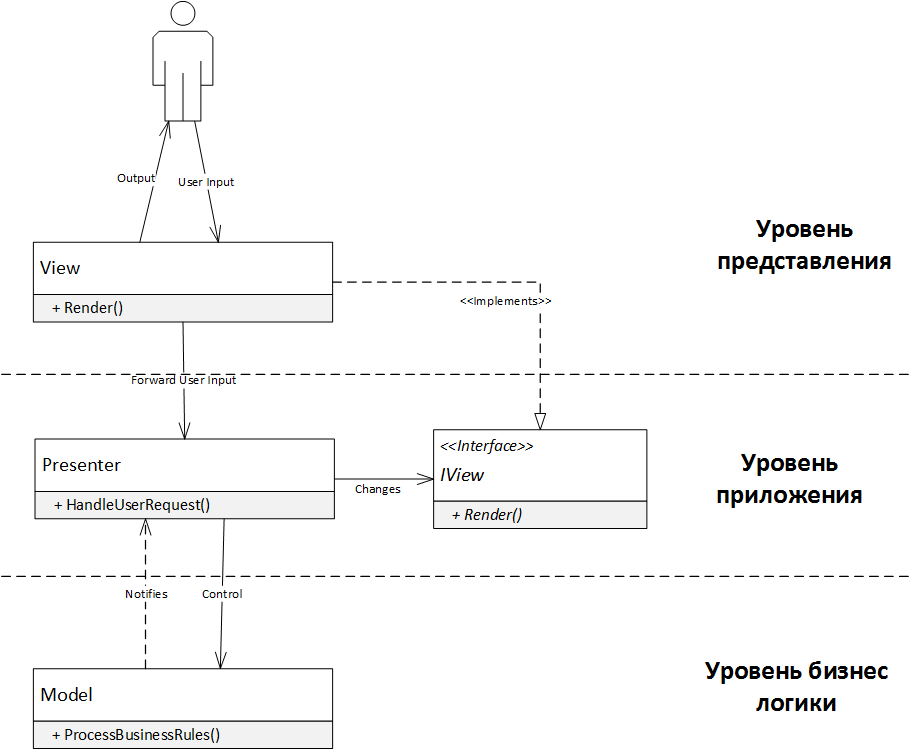 Output
User Input
Уровень
представления
View
+ Render()
<<Implements>>
Forward User Input
<<Interface>>
IView
+ Render()
Presenter
+ HandleUserRequest()
Changes
Уровень
приложения
Notifies
Control
Model
+ ProcessBusinessRules()
Уровень бизнес
логики